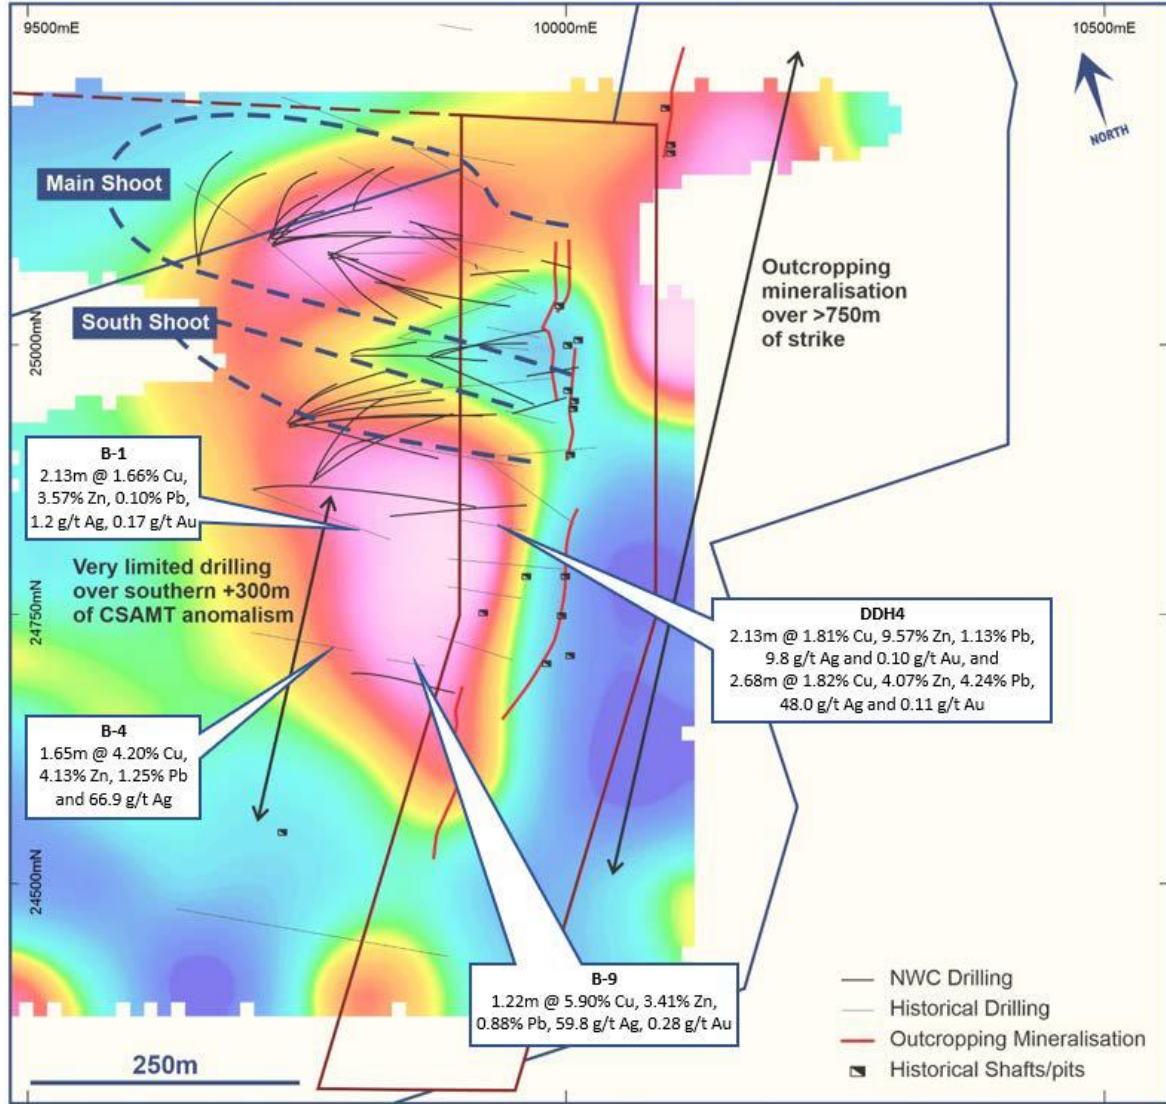 9500mE
10000mE
10500mE
NORTH
Main Shoot
South Shoot
25000mN
Outcropping
mineralisation
over >750m
of strike
B-1
2.13m @ 1.66% Cu,
3.57% Zn, 0.10% Pb,
1.2 g/t Ag, 0.17 g/t Au
Very limited drilling
over southern +300m
of CSAMT anomalism
24750mN
DDH4
2.13m @ 1.81% Cu, 9.57% Zn, 1.13% Pb,
9.8 g/t Ag and 0.10 g/t Au, and
2.68m @ 1.82% Cu, 4.07% Zn, 4.24% Pb,
48.0 g/t Ag and 0.11 g/t Au
B-4
1.65m @ 4.20% Cu,
4.13% Zn, 1.25% Pb
and 66.9 g/t Ag
24500mN
B-9
1.22m @ 5.90% Cu, 3.41% Zn,
0.88% Pb, 59.8 g/t Ag, 0.28 g/t Au
NWC Drilling
Historical Drilling
Outcropping Mineralisation
Historical Shafts/pits
250m